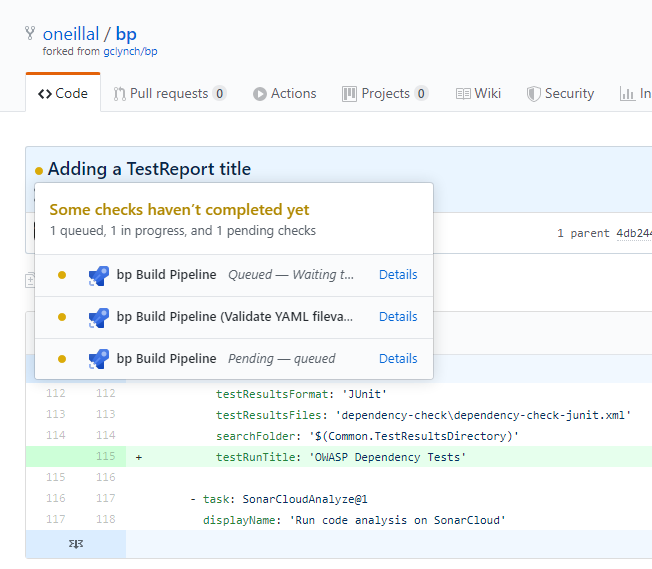 oneillal / bp
forked from gclynch/bp
Code Pull requests 0 Actions Projects 0 Wiki Security In
Adding a TestReport title
Some checks haven't completed yet
1 queued, 1 in progress, and 1 pending checks
1 parent 4db244
bp Build Pipeline Queued — Waiting t... Details
bp Build Pipeline (Validate YAML fileva... Details
bp Build Pipeline Pending — queued Details
112 112 testResultsFormat: 'JUnit'
113 113 testResultsFiles: 'dependency-check\dependency-check-junit.xml'
114 114 searchFolder: '$(Common.TestResultsDirectory)'
115 + testRunTitle: 'OWASP Dependency Tests'
115 116
116 117 - task: SonarCloudAnalyze@1
117 118 displayName: 'Run code analysis on SonarCloud'